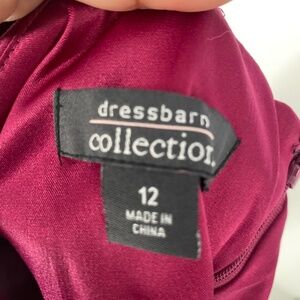 dressbarn
collection
12
MADE IN
CHINA